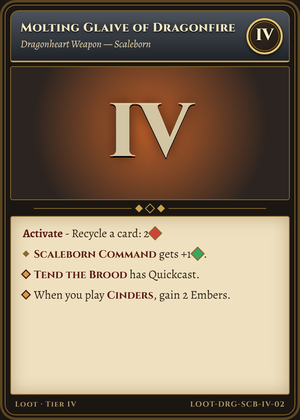 Molting Glaive of Dragonfire
Dragonheart Weapon — Scaleborn
IV
IV
Activate - Recycle a card: 2
Scaleborn Command gets +1.
Tend the Brood has Quickcast.
When you play Cinders, gain 2 Embers.
Loot · Tier IV
LOOT-DRG-SCB-IV-02